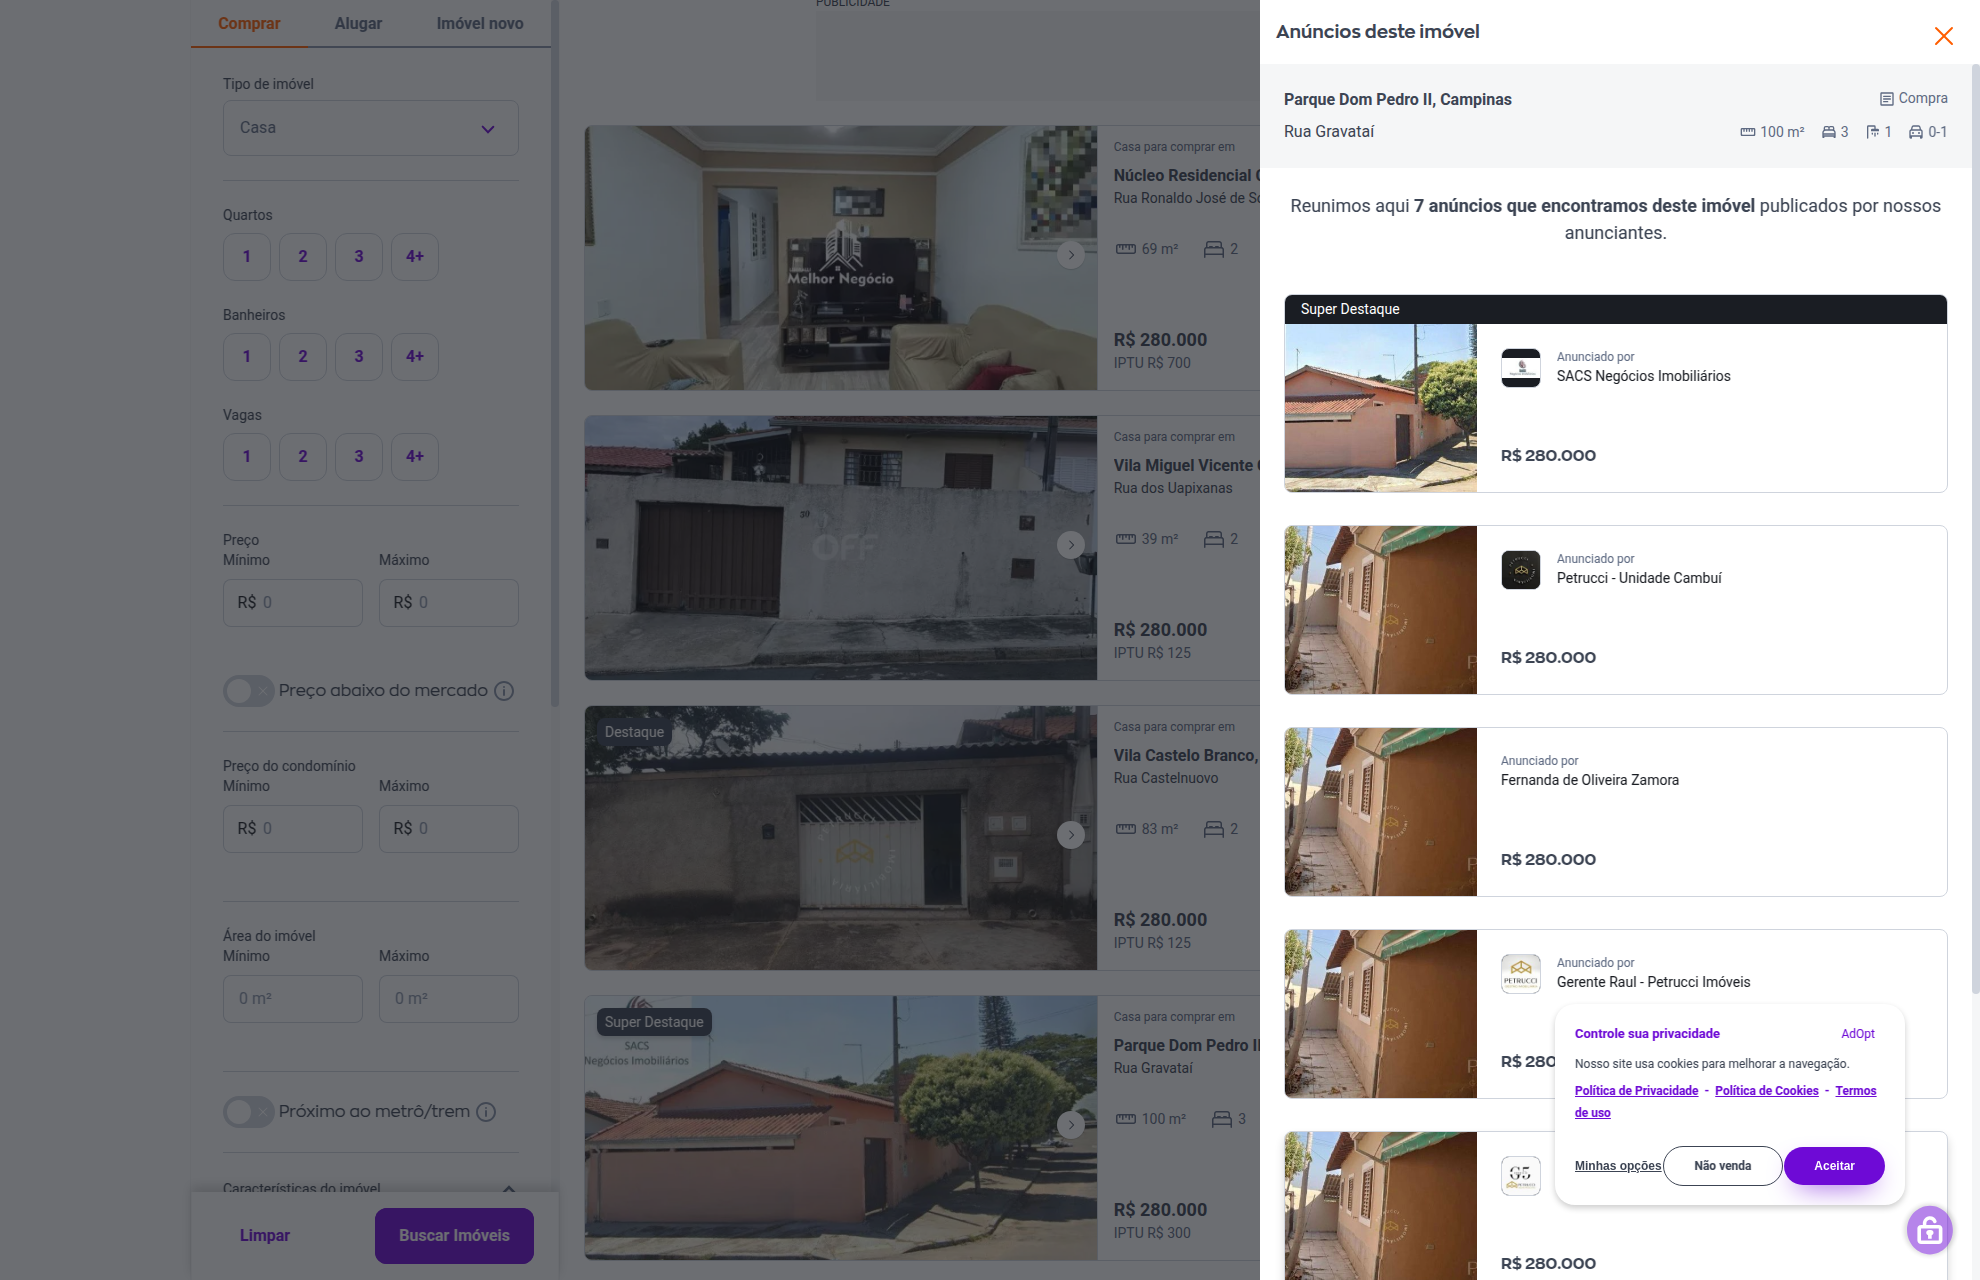 Comprar
Alugar
Imóvel novo
Tipo de imóvel
Casa
Quartos
1
2
3
4+
Banheiros
1
2
3
4+
Vagas
1
2
3
4+
Preço
Mínimo
Máximo
R$ 0
R$ 0
Preço abaixo do mercado
Preço do condomínio
Mínimo
Máximo
R$ 0
R$ 0
Área do imóvel
Mínimo
Máximo
0 m²
0 m²
Próximo ao metrô/trem
Características do imóvel
Limpar
Buscar Imóveis
PUBLICIDADE
Melhor Negócio
Casa para comprar em
Núcleo Residencial
Rua Ronaldo José de
69 m²
2
R$ 280.000
IPTU R$ 700
30
OFF
Casa para comprar em
Vila Miguel Vicente
Rua dos Uapixanas
39 m²
2
R$ 280.000
IPTU R$ 125
Destaque
Casa para comprar em
Vila Castelo Branco,
Rua Castelnuovo
83 m²
2
R$ 280.000
IPTU R$ 125
Super Destaque
SACS
Negócios Imobiliários
Casa para comprar em
Parque Dom Pedro
Rua Gravataí
100 m²
3
R$ 280.000
IPTU R$ 300
Anúncios deste imóvel
Parque Dom Pedro II, Campinas
Compra
Rua Gravataí
100 m²
3
1
0-1
Reunimos aqui 7 anúncios que encontramos deste imóvel publicados por nossos
anunciantes.
Super Destaque
Anunciado por
SACS Negócios Imobiliários
R$ 280.000
Anunciado por
Petrucci - Unidade Cambuí
R$ 280.000
Anunciado por
Fernanda de Oliveira Zamora
R$ 280.000
PETRUCCI
Anunciado por
Gerente Raul - Petrucci Imóveis
R$ 280
G5
R$ 280.000
Controle sua privacidade
AdOpt
Nosso site usa cookies para melhorar a navegação.
Política de Privacidade - Política de Cookies - Termos
de uso
Minhas opções
Não venda
Aceitar